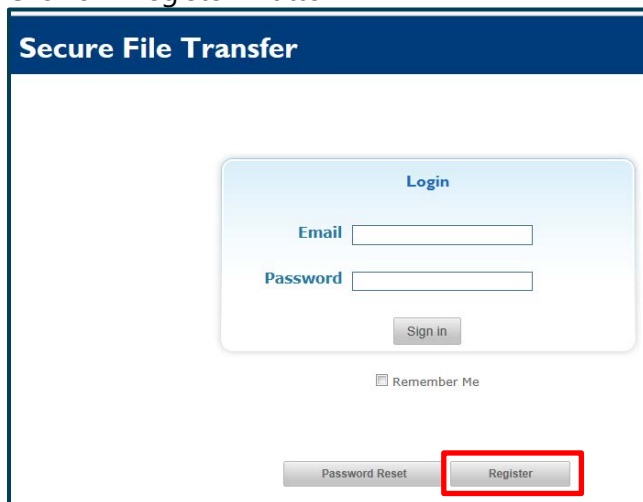 Secure File Transfer
Login
Email
Password
Sign in
Remember Me
Password Reset Register